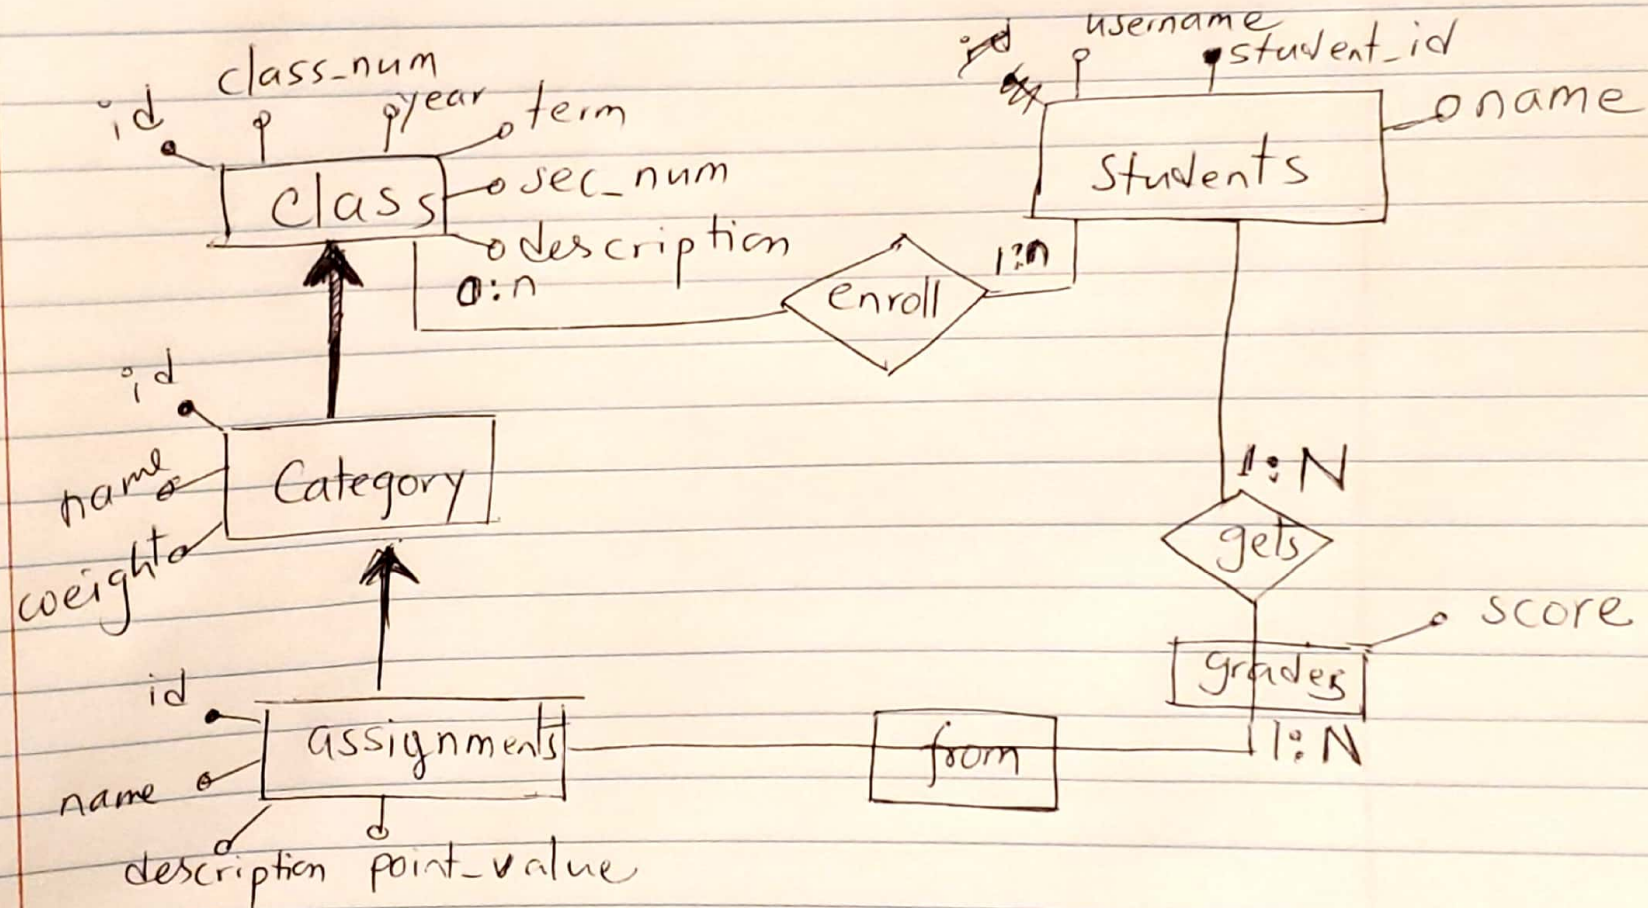 id
username
student_id
class_num
id
year
term
name
Students
sec_num
class
description
0:n
enroll
1:n
id
name
Category
1:N
weight
gets
score
grades
id
assignments
from
1:N
name
description
point_value